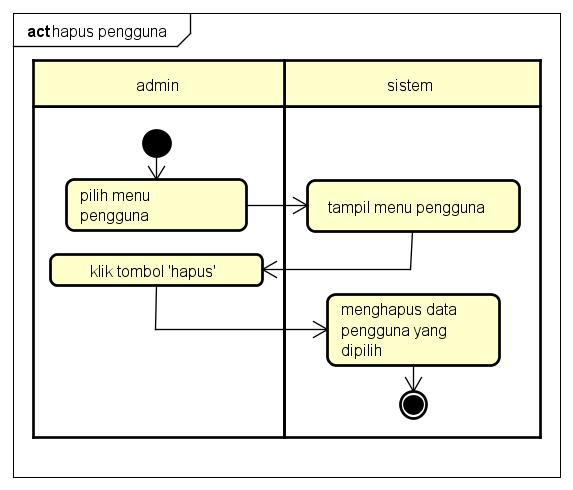 act hapus pengguna
admin
sistem
pilih menu
pengguna
tampil menu pengguna
klik tombol 'hapus'
menghapus data
pengguna yang
dipilih